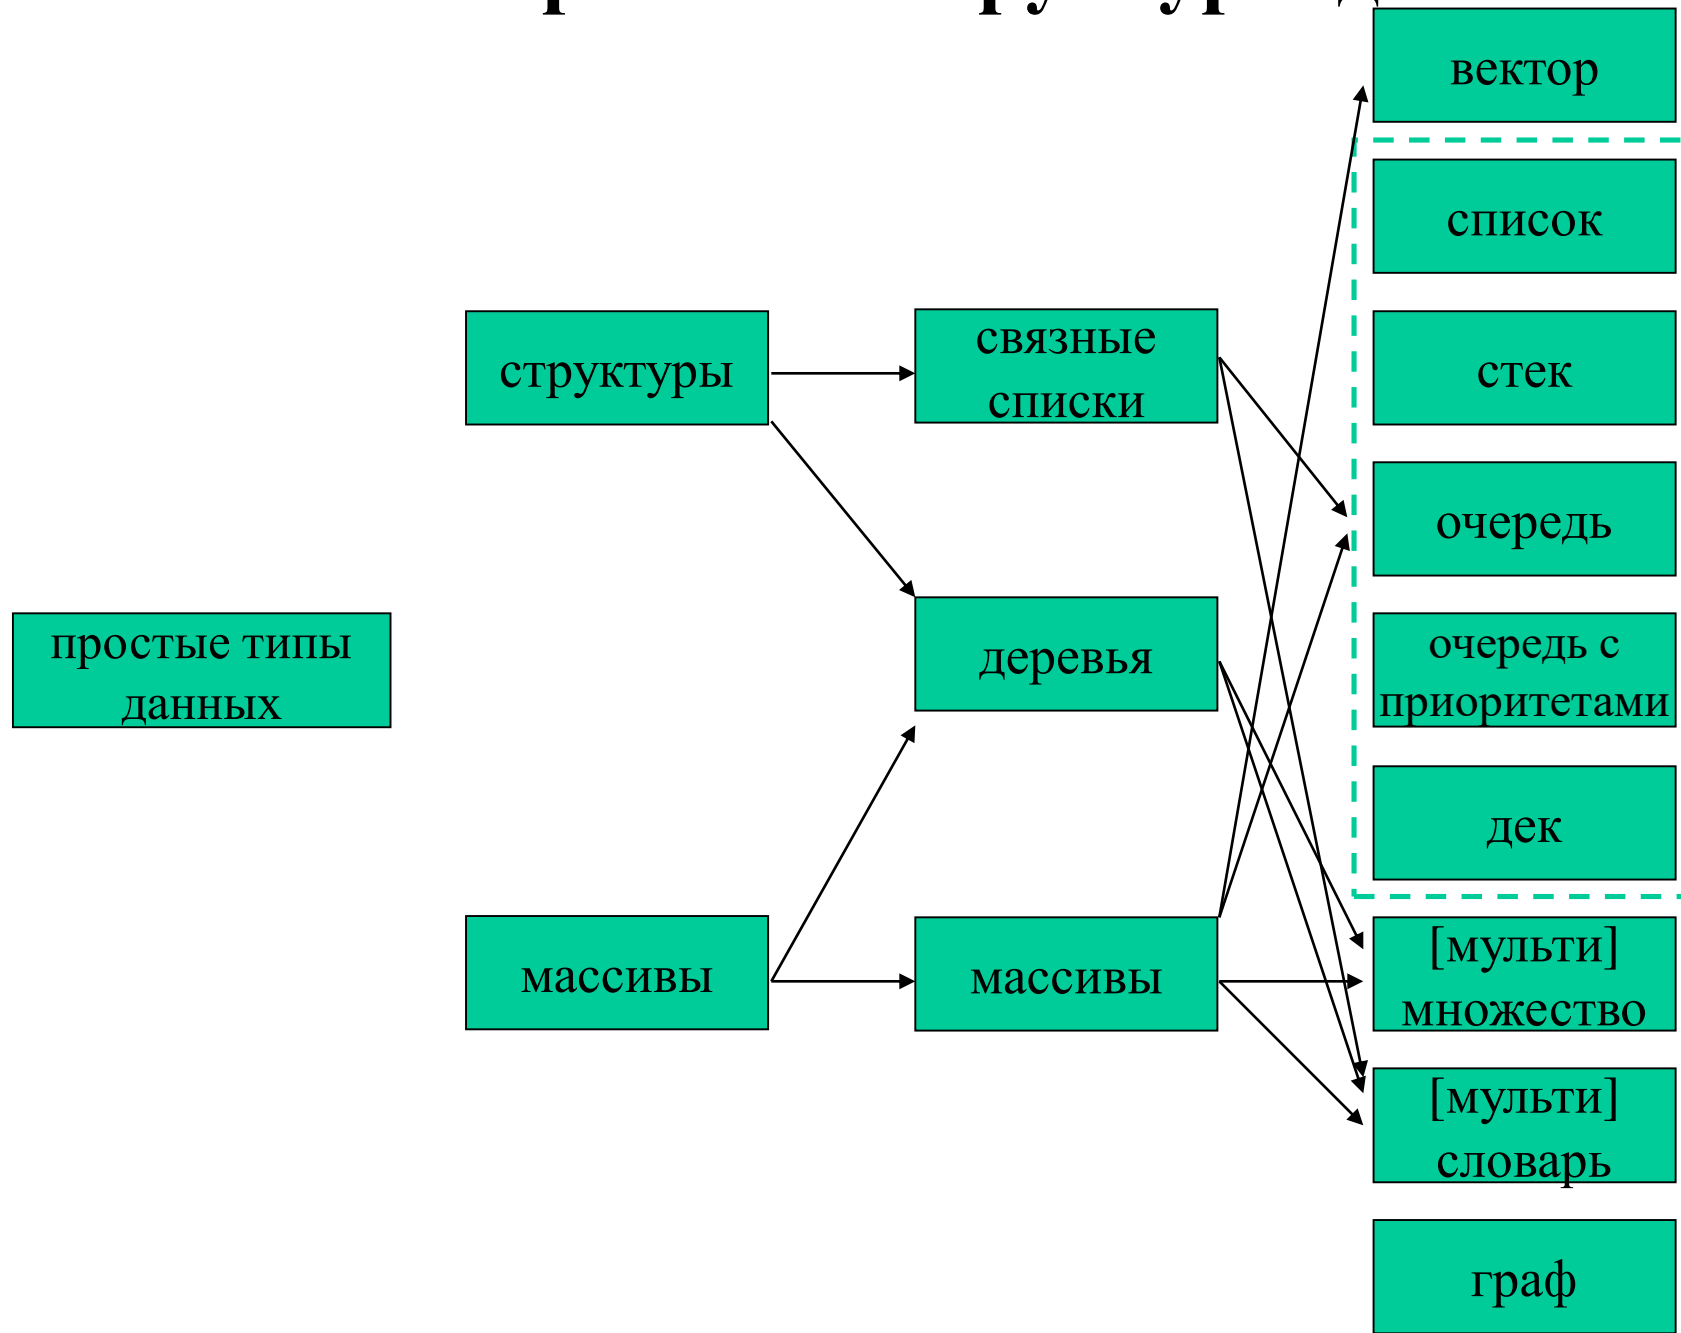 вектор
список
структуры
связные
списки
стек
очередь
простые типы
данных
деревья
очередь с
приоритетами
дек
массивы
массивы
[мульти]
множество
[мульти]
словарь
граф